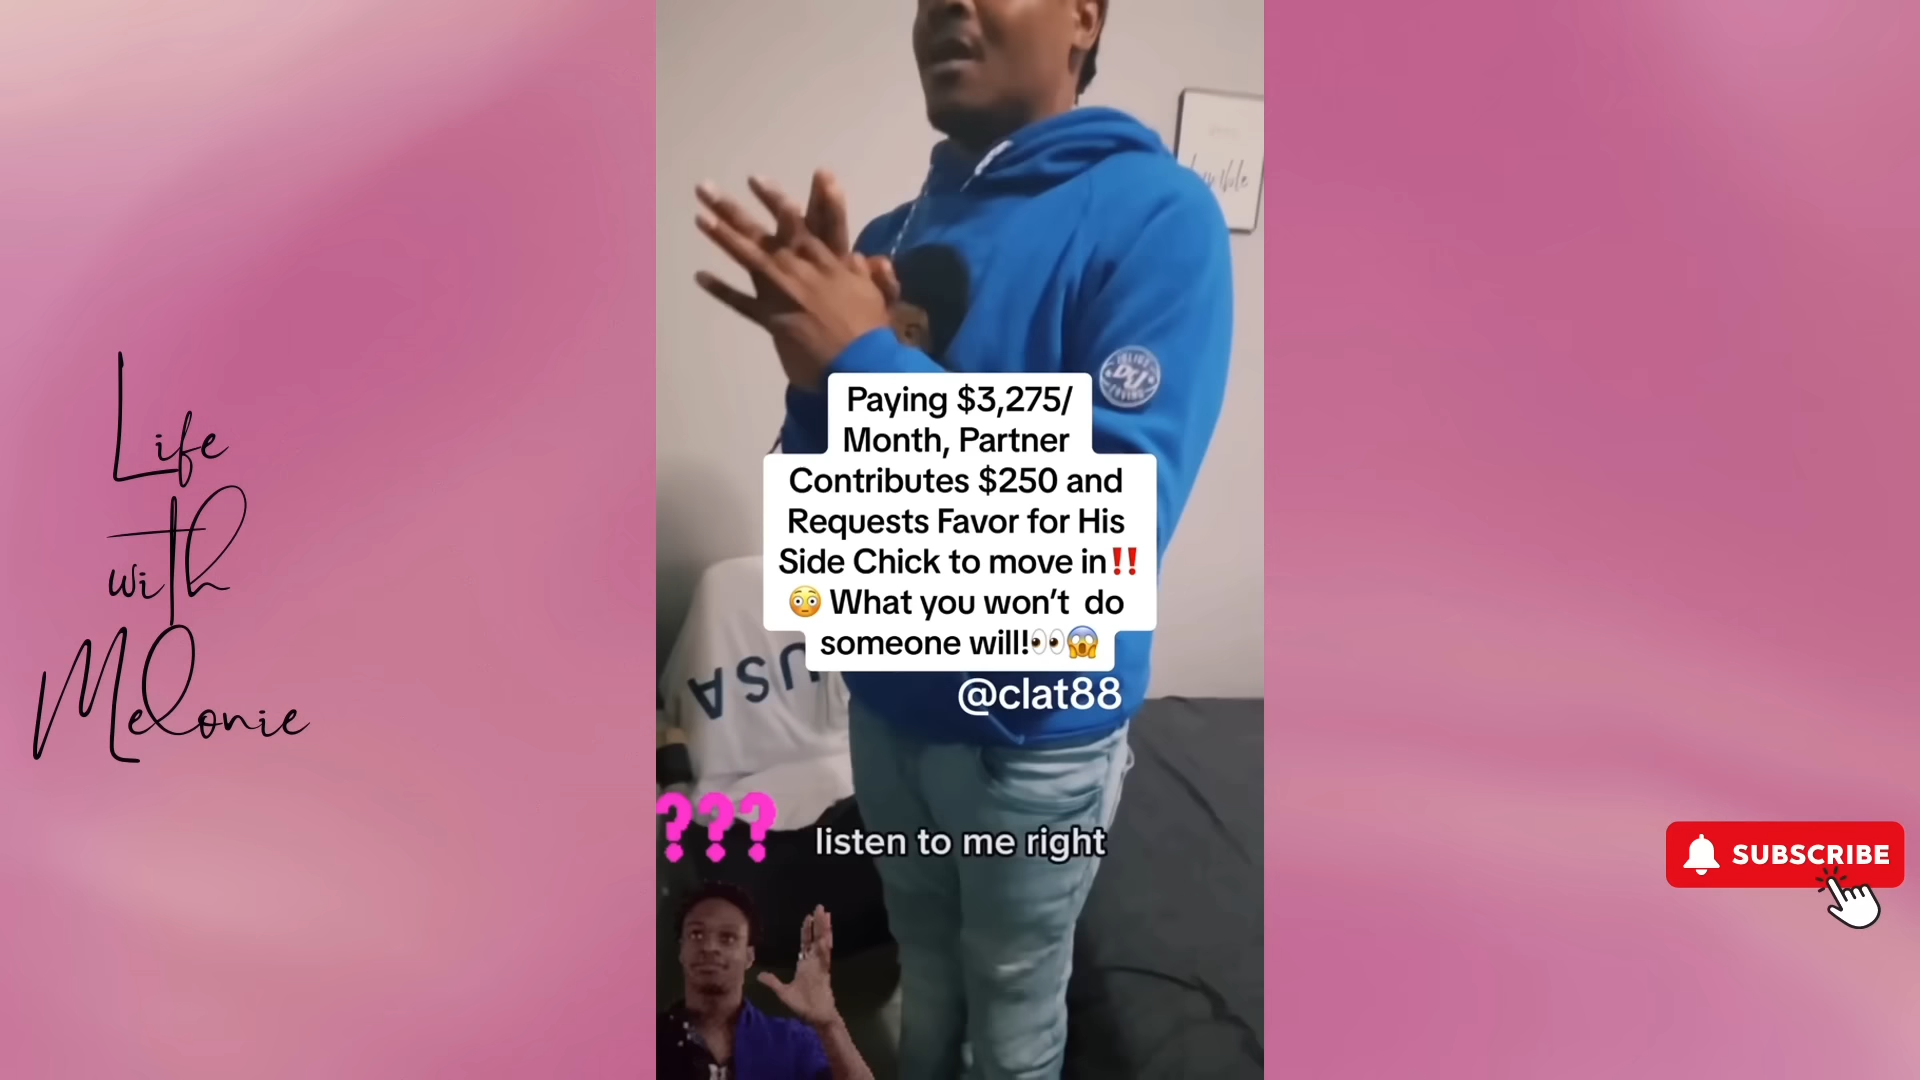 Life
with
Melonie
Paying $3,275/
Month, Partner
Contributes $250 and
Requests Favor for His
Side Chick to move in‼️
😳 What you won’t do
someone will!👀😱
@clat88
USA
???
listen to me right
SUBSCRIBE